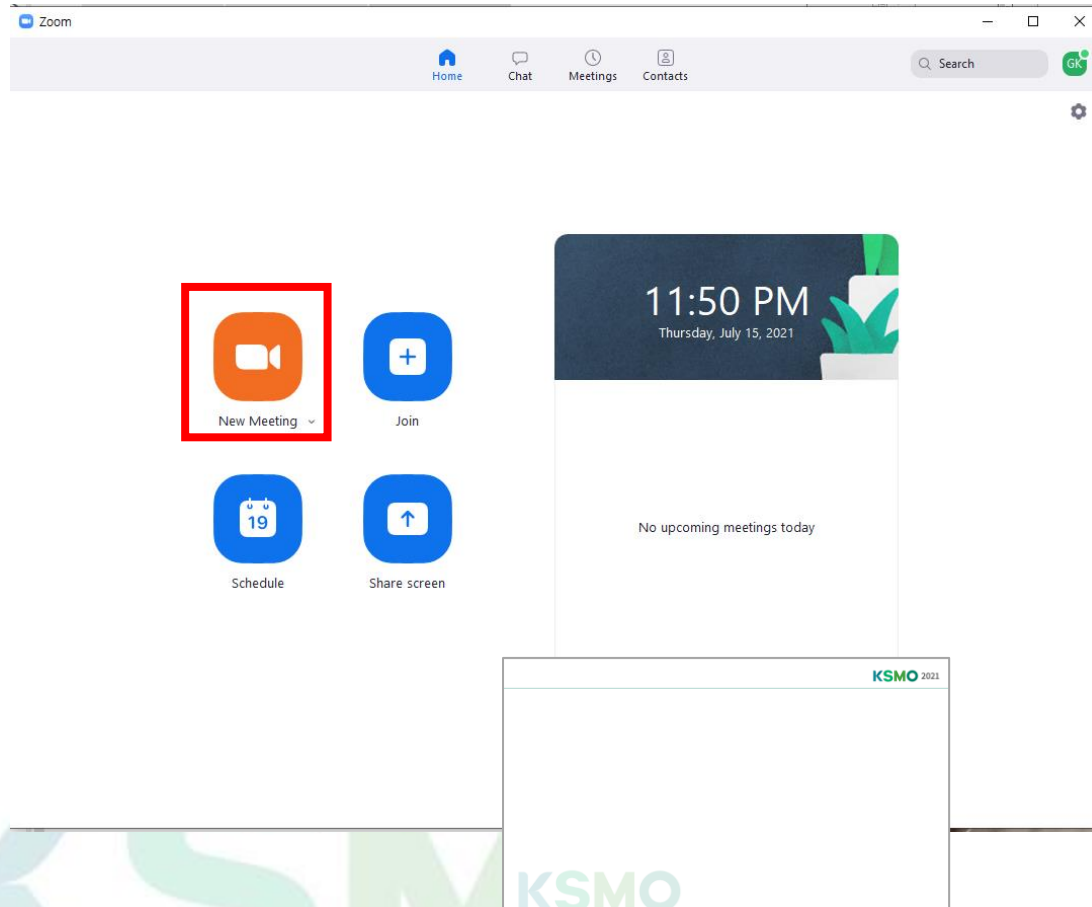 Zoom
Home Chat Meetings Contacts
Search
GK
11:50 PM
Thursday, July 15, 2021
New Meeting
Join
19
Schedule
Share screen
No upcoming meetings today
KSMO 2021
KSMO
KSM